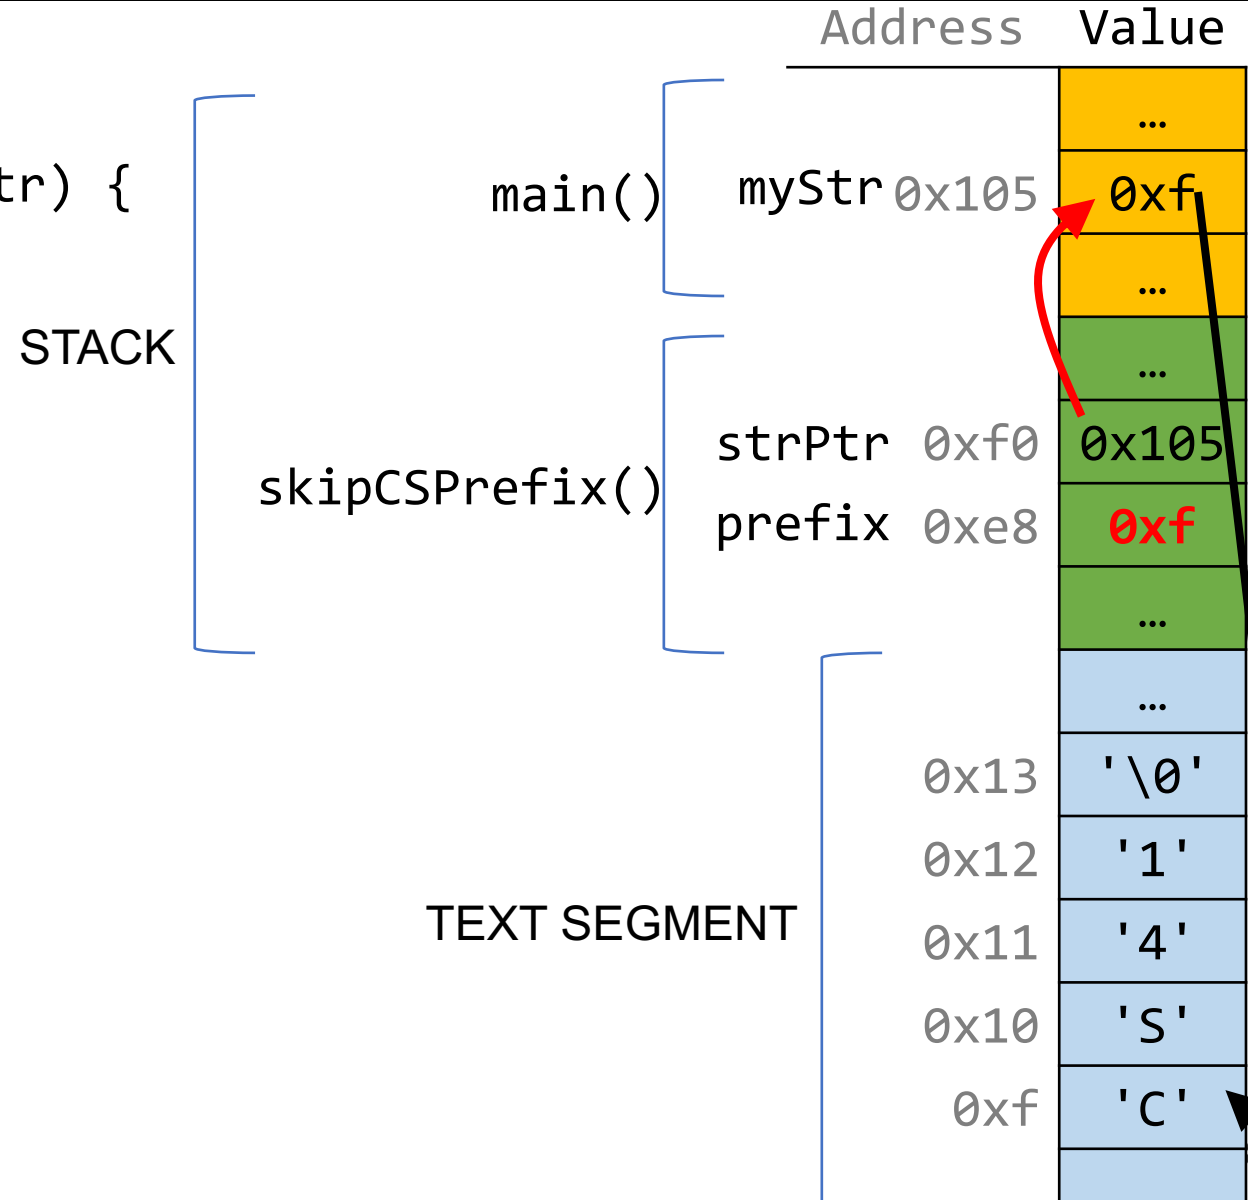 Address Value
…
tr) {
main() myStr 0x105 0xf
…
STACK
…
strPtr 0xf0 0x105
skipCSPrefix()
prefix 0xe8 0xf
…
…
0x13 '\0'
0x12 '1'
TEXT SEGMENT
0x11 '4'
0x10 'S'
0xf 'C'